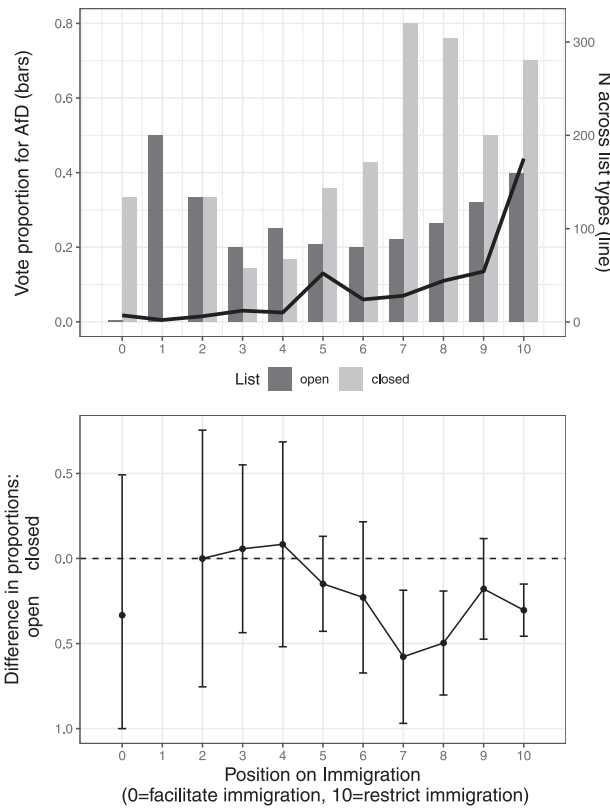 Vote proportion for AfD (bars)
0.8
0.6
0.4
0.2
0.0
N across list types (line)
300
200
100
0
0 1 2 3 4 5 6 7 8 9 10
List open closed
Difference in proportions:
open closed
0.5
0.0
0.5
1.0
0 1 2 3 4 5 6 7 8 9 10
Position on Immigration
(0=facilitate immigration, 10=restrict immigration)